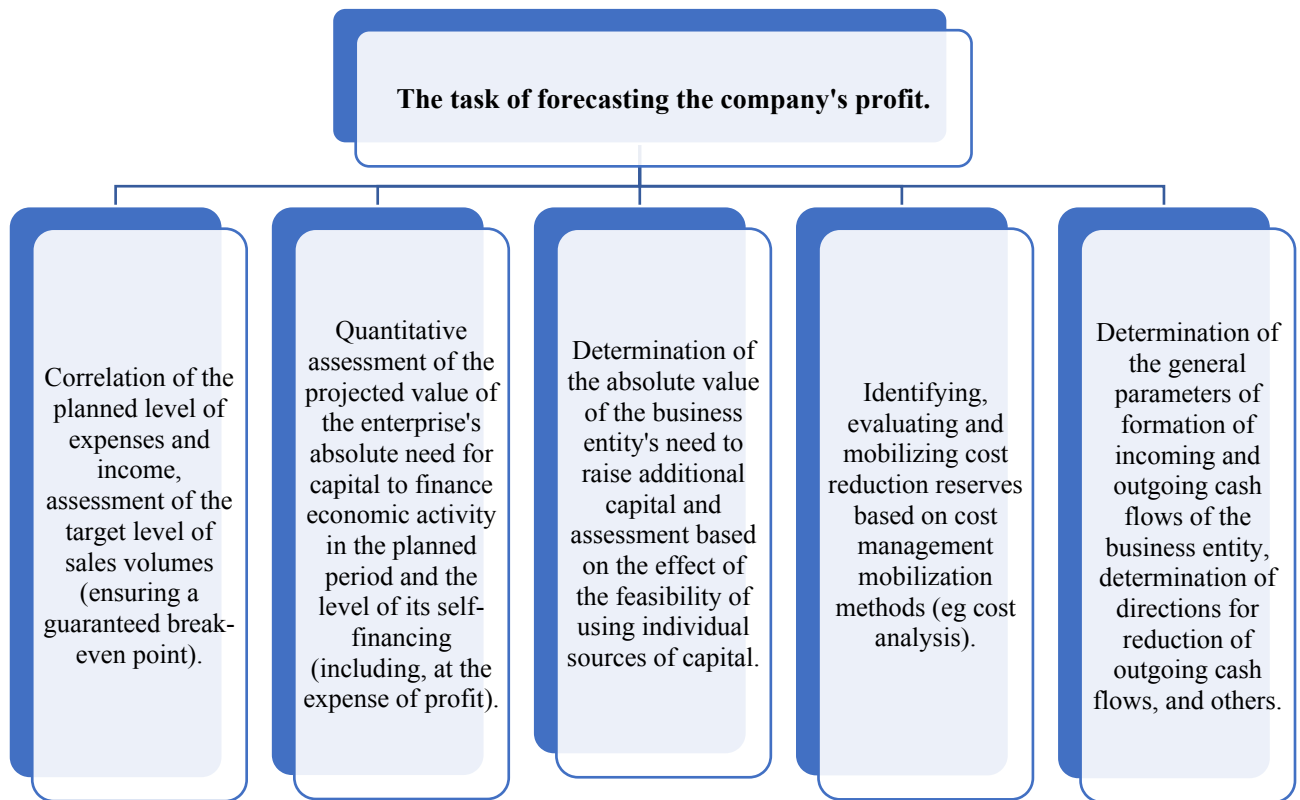 The task of forecasting the company's profit.
Correlation of the
planned level of
expenses and
income,
assessment of the
target level of
sales volumes
(ensuring a
guaranteed break-
even point).
Quantitative
assessment of the
projected value of
the enterprise's
absolute need for
capital to finance
economic activity
in the planned
period and the
level of its self-
financing
(including, at the
expense of profit).
Determination of
the absolute value
of the business
entity's need to
raise additional
capital and
assessment based
on the effect of
the feasibility of
using individual
sources of capital.
Identifying,
evaluating and
mobilizing cost
reduction reserves
based on cost
management
mobilization
methods (eg cost
analysis).
Determination of
the general
parameters of
formation of
incoming and
outgoing cash
flows of the
business entity,
determination of
directions for
reduction of
outgoing cash
flows, and others.